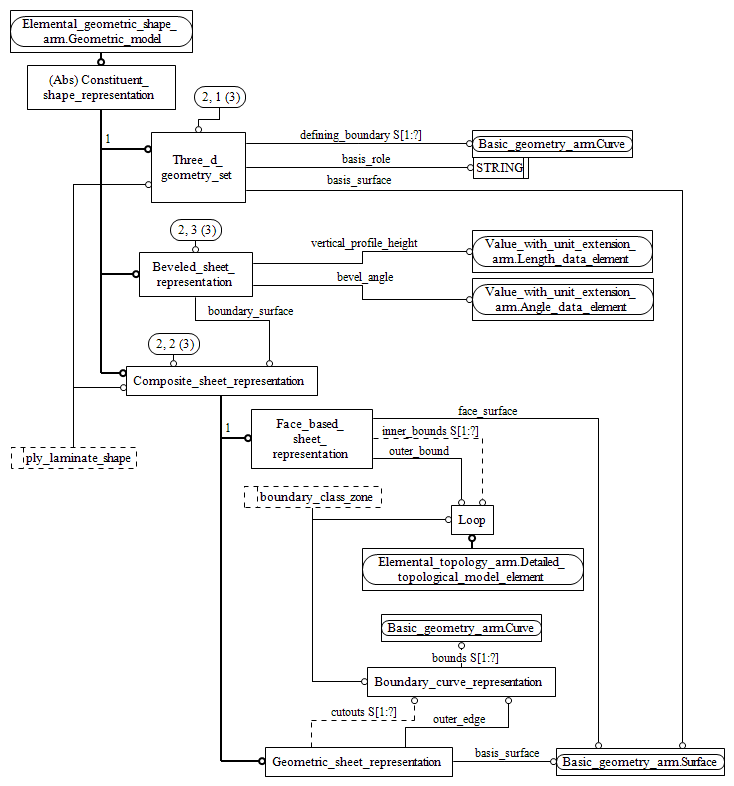 Elemental_geometric_shape_
arm.Geometric_model
(Abs) Constituent_
shape_representation
2, 1 (3)
1
Three_d_
geometry_set
defining_boundary S[1:?]
Basic_geometry_arm.Curve
basis_role
STRING
basis_surface
2, 3 (3)
Beveled_sheet_
representation
vertical_profile_height
Value_with_unit_extension_
arm.Length_data_element
bevel_angle
Value_with_unit_extension_
arm.Angle_data_element
boundary_surface
2, 2 (3)
Composite_sheet_representation
face_surface
1
Face_based_
sheet_
representation
inner_bounds S[1:?]
outer_bound
ply_laminate_shape
boundary_class_zone
Loop
Elemental_topology_arm.Detailed_
topological_model_element
Basic_geometry_arm.Curve
bounds S[1:?]
Boundary_curve_representation
cutouts S[1:?]
outer_edge
Geometric_sheet_representation
basis_surface
Basic_geometry_arm.Surface